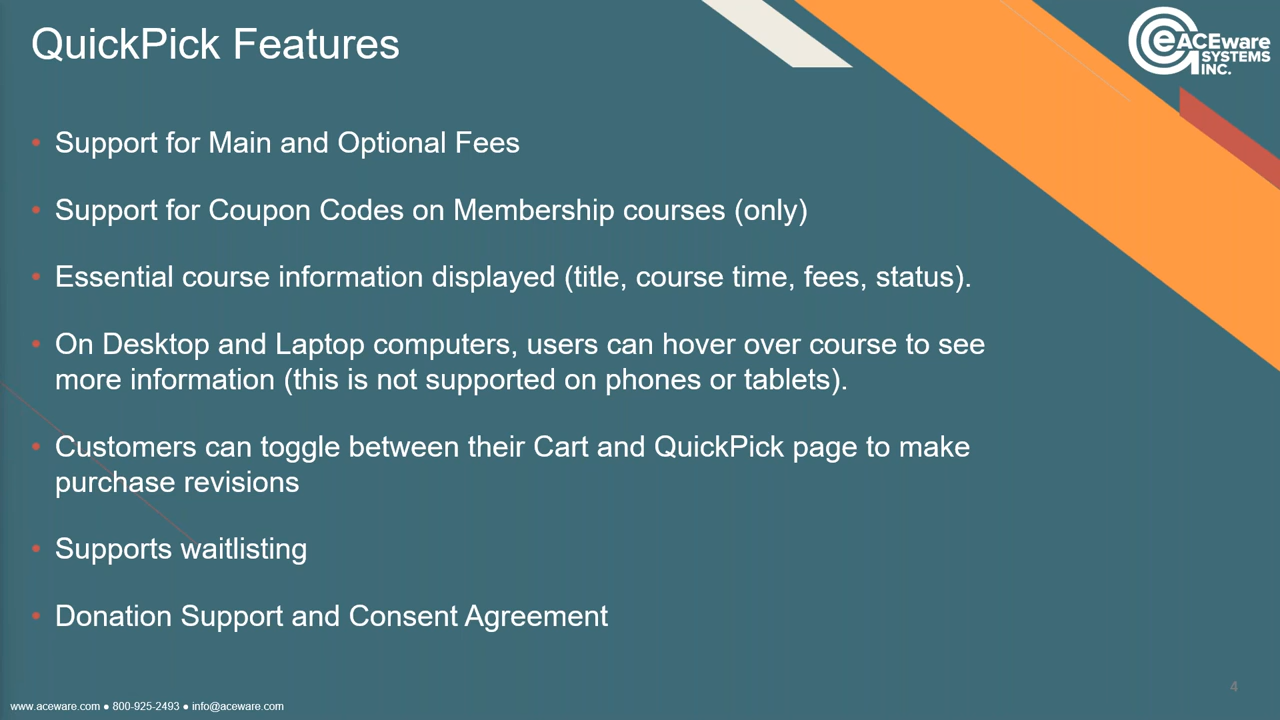 QuickPick Features
ACEware
SYSTEMS
INC.
• Support for Main and Optional Fees
• Support for Coupon Codes on Membership courses (only)
• Essential course information displayed (title, course time, fees, status).
• On Desktop and Laptop computers, users can hover over course to see
more information (this is not supported on phones or tablets).
• Customers can toggle between their Cart and QuickPick page to make
purchase revisions
• Supports waitlisting
• Donation Support and Consent Agreement
4
www.aceware.com ● 800-925-2493 ● info@aceware.com